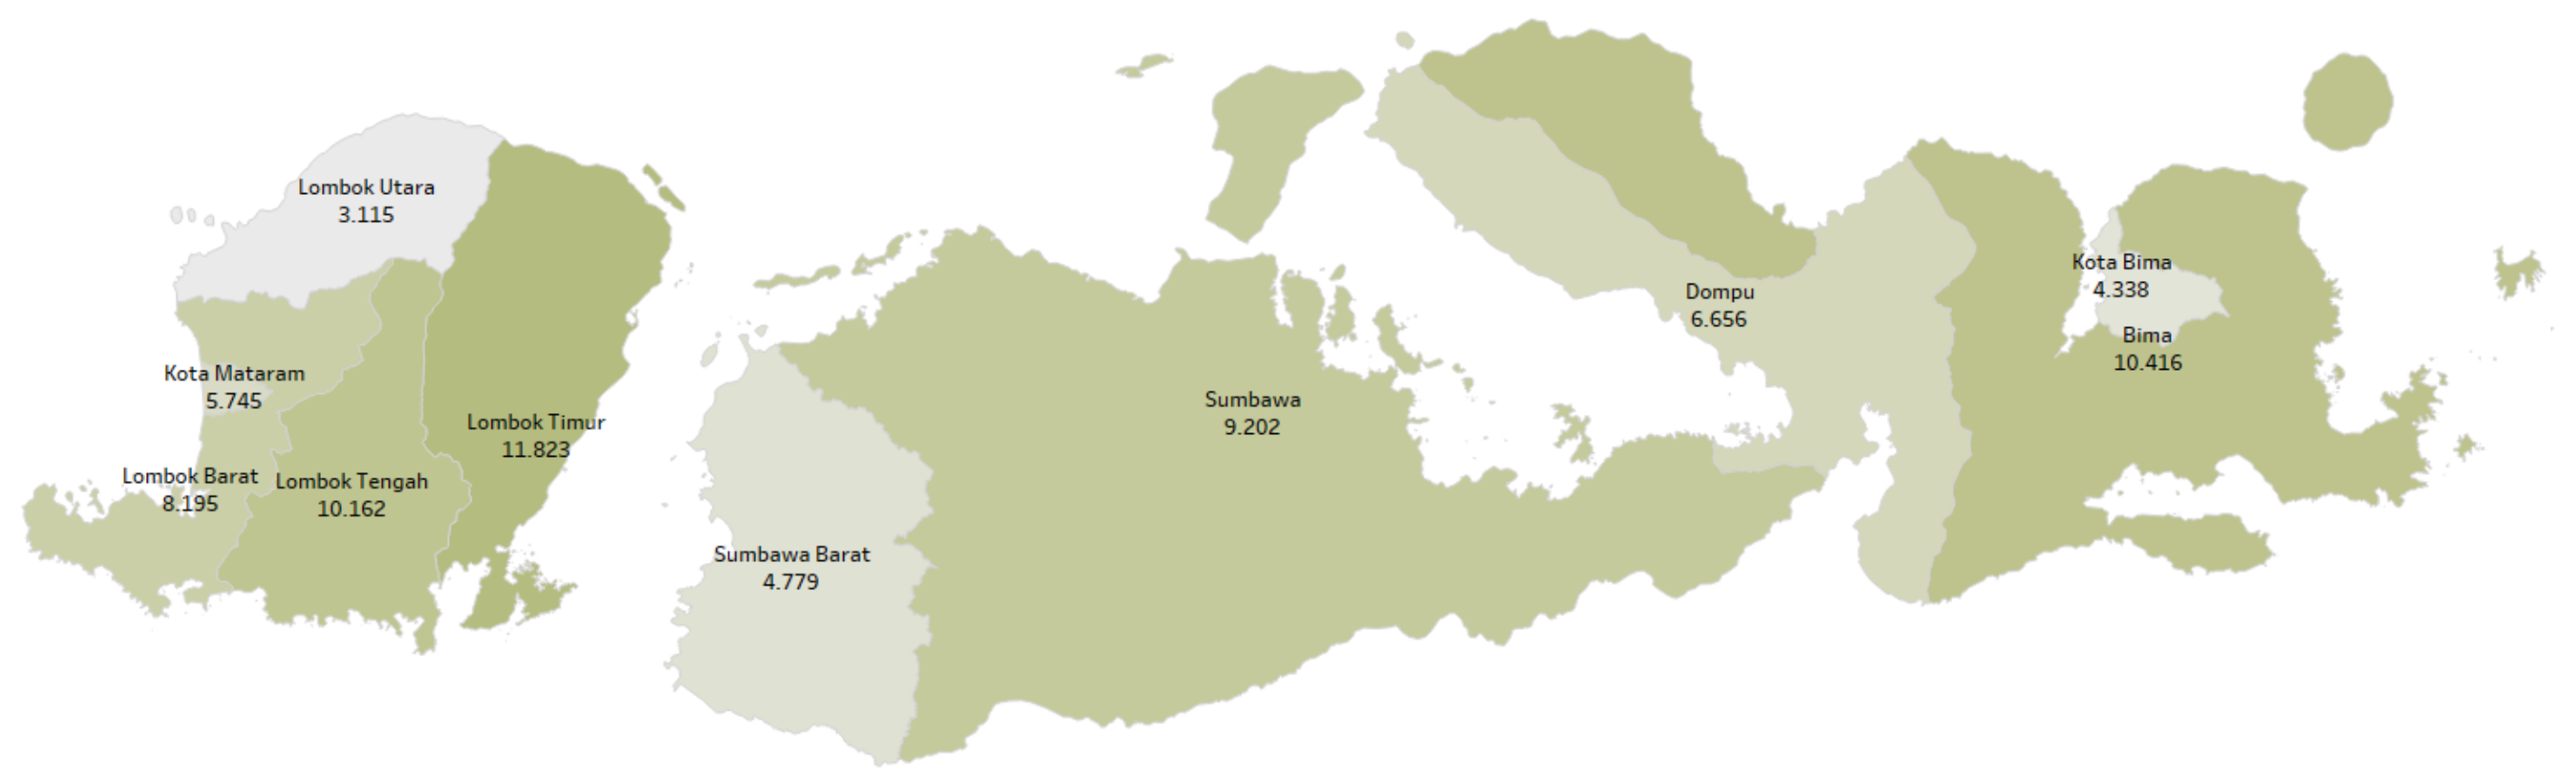 Lombok Utara
3.115
Kota Mataram
5.745
Lombok Timur
11.823
Lombok Barat
8.195
Lombok Tengah
10.162
Sumbawa Barat
4.779
Sumbawa
9.202
Dompu
6.656
Kota Bima
4.338
Bima
10.416